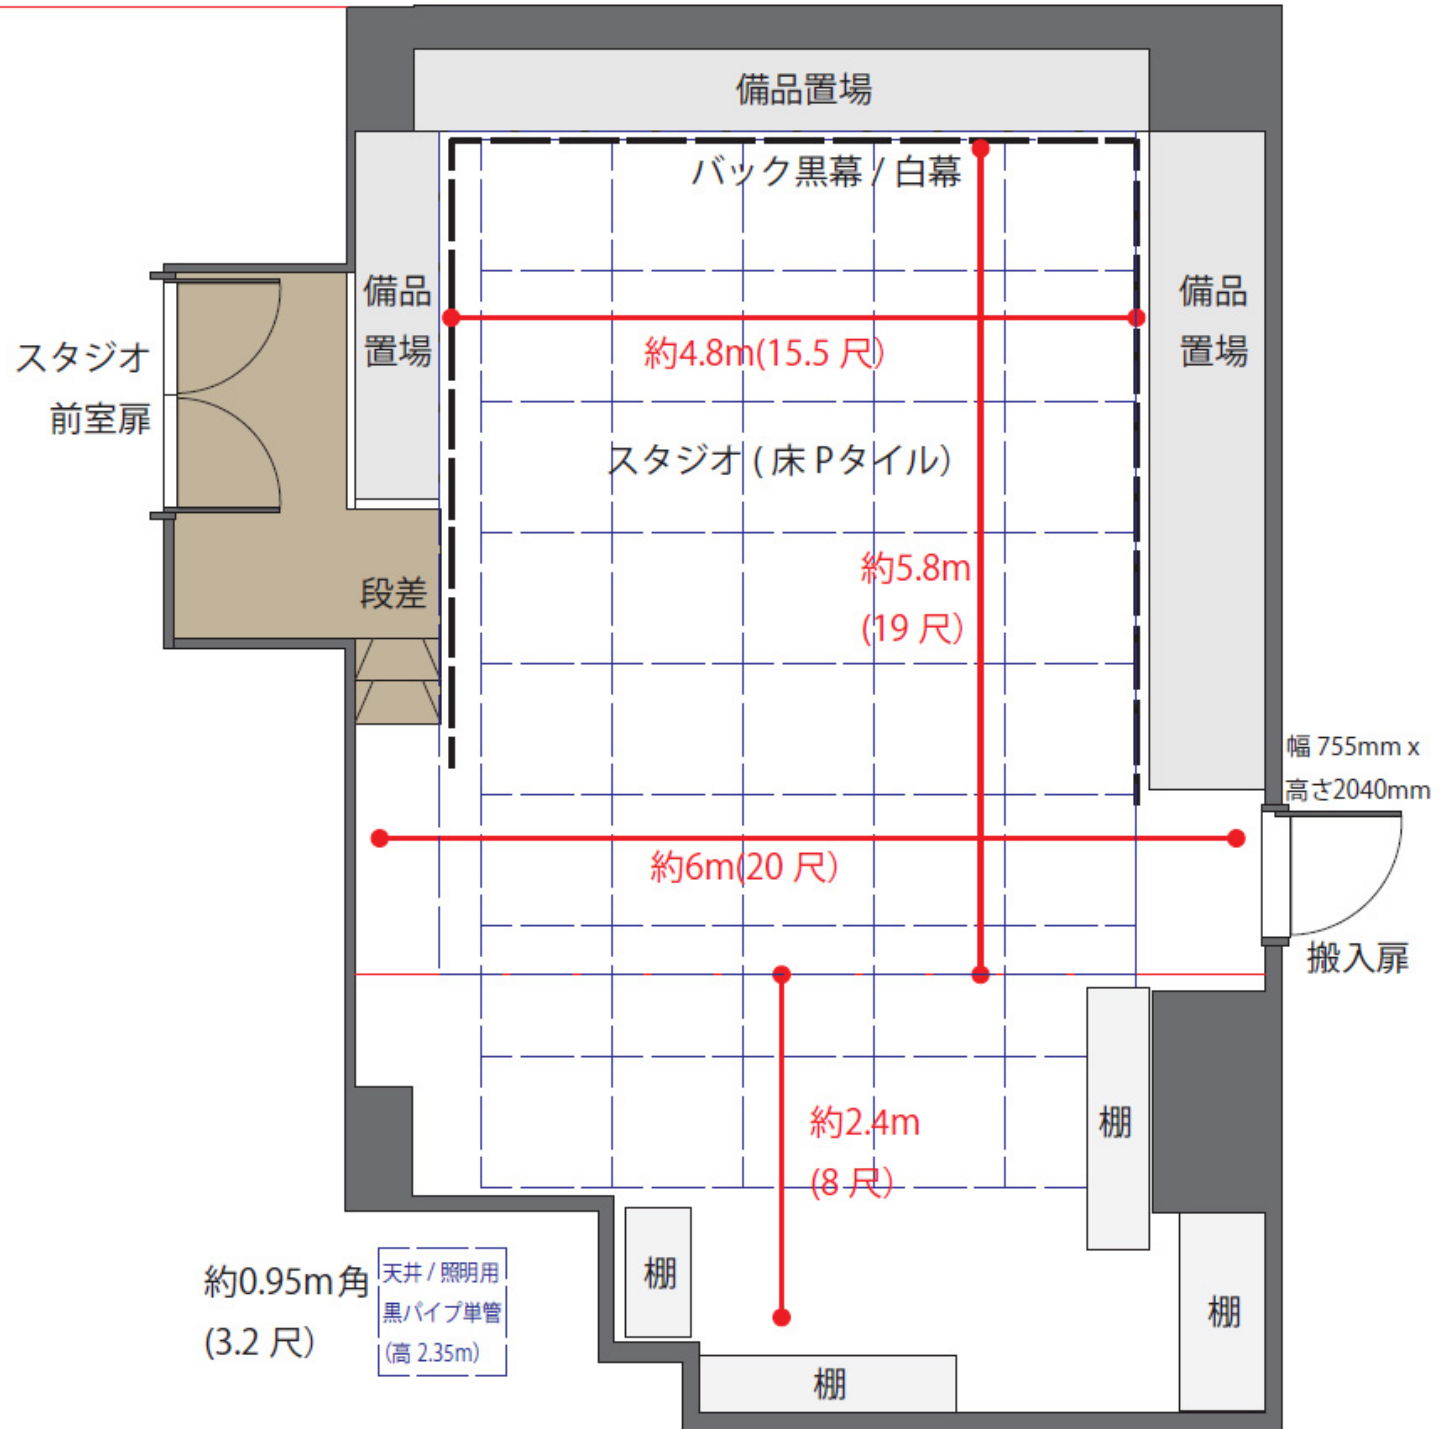 備品置場
バック黒幕 / 白幕
備品
置場
備品
置場
スタジオ
前室扉
約4.8m(15.5 尺)
スタジオ ( 床 Pタイル)
約5.8m
(19 尺)
段差
幅 755mm x
高さ2040mm
約6m(20 尺)
搬入扉
約2.4m
(8 尺)
棚
約0.95m 角
(3.2 尺)
天井 / 照明用
黒パイプ単管
(高 2.35m)
棚
棚
棚